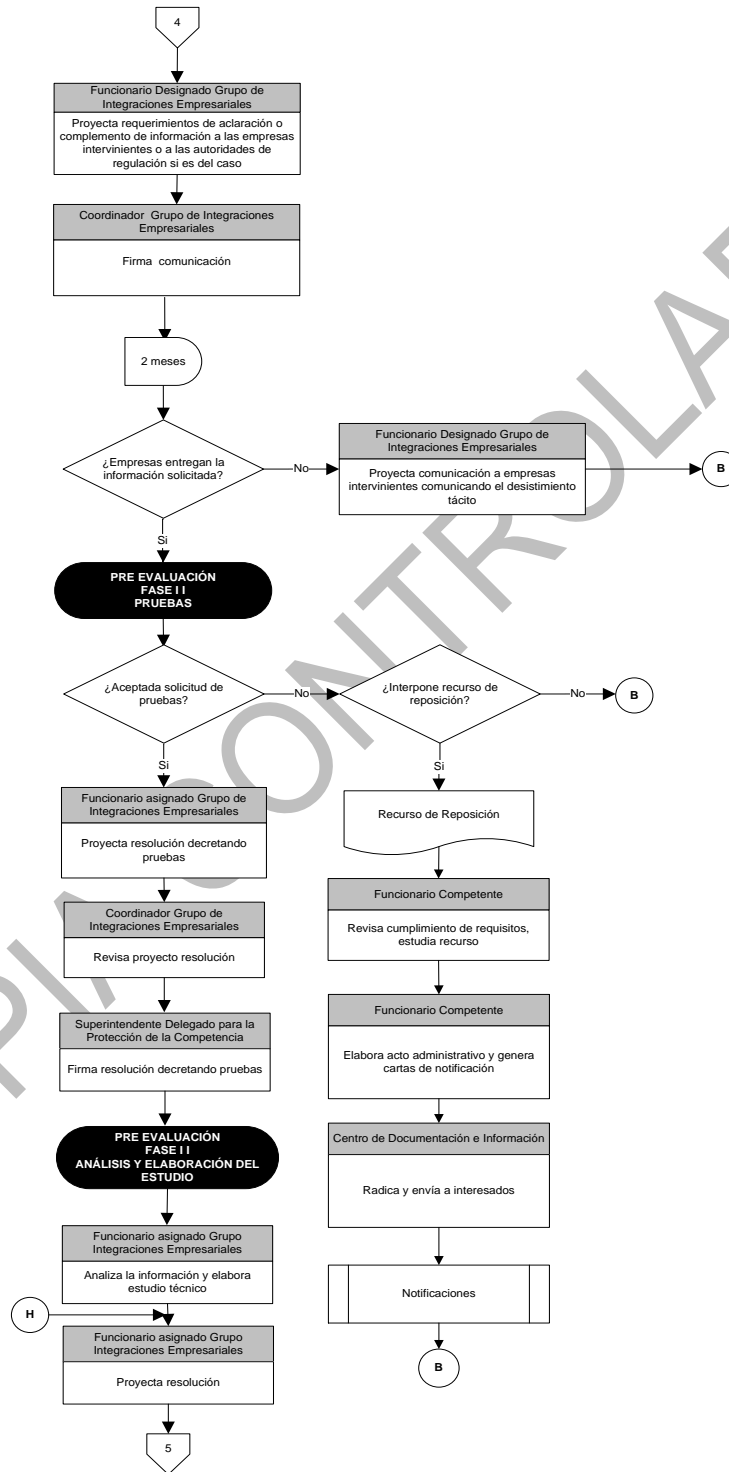 4
Funcionario Designado Grupo de
Integraciones Empresariales
Proyecta requerimientos de aclaración o
complemento de información a las empresas
intervinientes o a las autoridades de
regulación si es del caso
Coordinador Grupo de Integraciones
Empresariales
Firma comunicación
2 meses
¿Empresas entregan la
información solicitada?
No
Funcionario Designado Grupo de
Integraciones Empresariales
Proyecta comunicación a empresas
intervinientes comunicando el desistimiento
tácito
B
Si
PRE EVALUACIÓN
FASE I I
PRUEBAS
¿Aceptada solicitud de
pruebas?
No
¿Interpone recurso de
reposición?
No
B
Si
Funcionario asignado Grupo de
Integraciones Empresariales
Proyecta resolución decretando
pruebas
Coordinador Grupo de
Integraciones Empresariales
Revisa proyecto resolución
Superintendente Delegado para la
Protección de la Competencia
Firma resolución decretando pruebas
PRE EVALUACIÓN
FASE I I
ANÁLISIS Y ELABORACIÓN DEL
ESTUDIO
Funcionario asignado Grupo
Integraciones Empresariales
Analiza la información y elabora
estudio técnico
H
Funcionario asignado Grupo
Integraciones Empresariales
Proyecta resolución
5
Si
Recurso de Reposición
Funcionario Competente
Revisa cumplimiento de requisitos,
estudia recurso
Funcionario Competente
Elabora acto administrativo y genera
cartas de notificación
Centro de Documentación e Información
Radica y envía a interesados
Notificaciones
B
PIA CONTROLAD